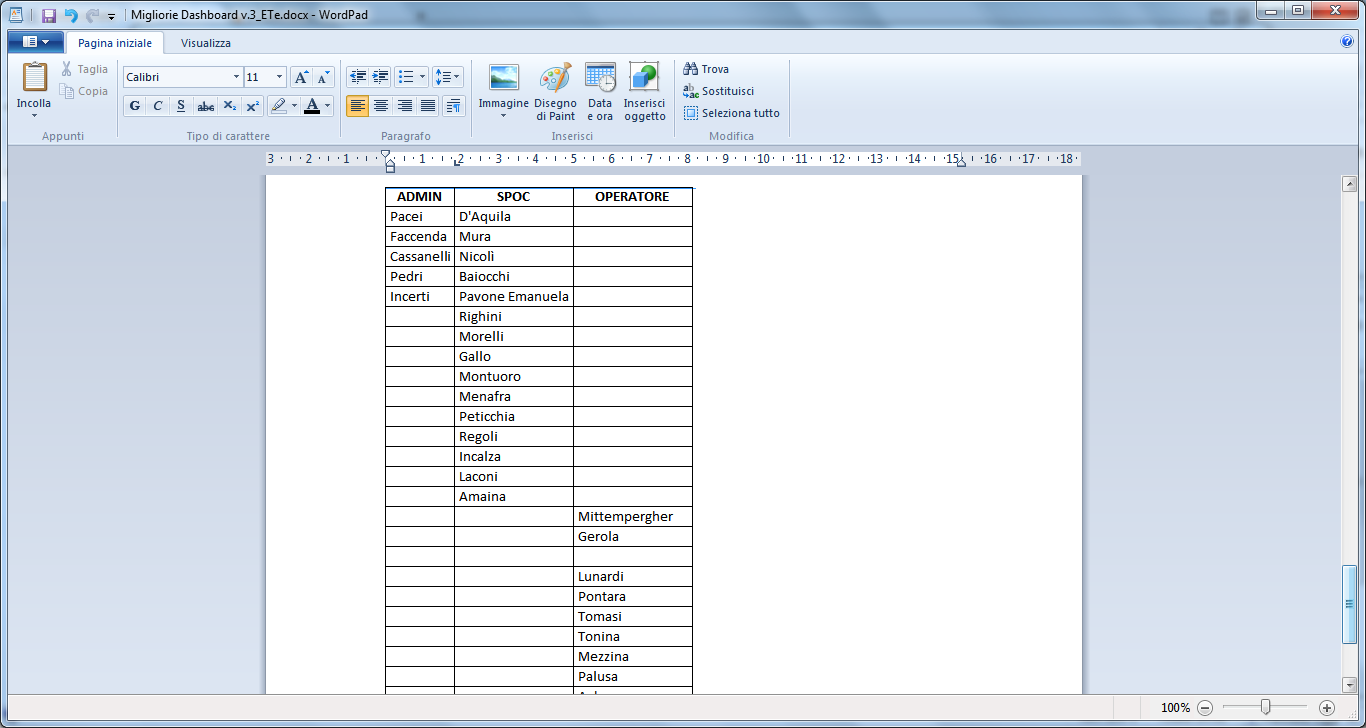 Migliorie Dashboard v.3_ETe.docx - WordPad
Pagina iniziale Visualizza
Incolla
Taglia
Copia
Appunti
Calibri 11
G C S abc X₂ X² A
Tipo di carattere
Paragrafo
Immagine
Disegno di Paint
Data e ora
Inserisci oggetto
Inserisci
Trova
Sostituisci
Seleziona tutto
Modifica
3 2 1 1 2 3 4 5 6 7 8 9 10 11 12 13 14 15 16 17 18
ADMIN SPOC OPERATORE
Pacei D'Aquila
Faccenda Mura
Cassanelli Nicolì
Pedri Baiocchi
Incerti Pavone Emanuela
Righini
Morelli
Gallo
Montuoro
Menafra
Peticchia
Regoli
Incalza
Laconi
Amaina
Mittempergher
Gerola
Lunardi
Pontara
Tomasi
Tonina
Mezzina
Palusa
100%